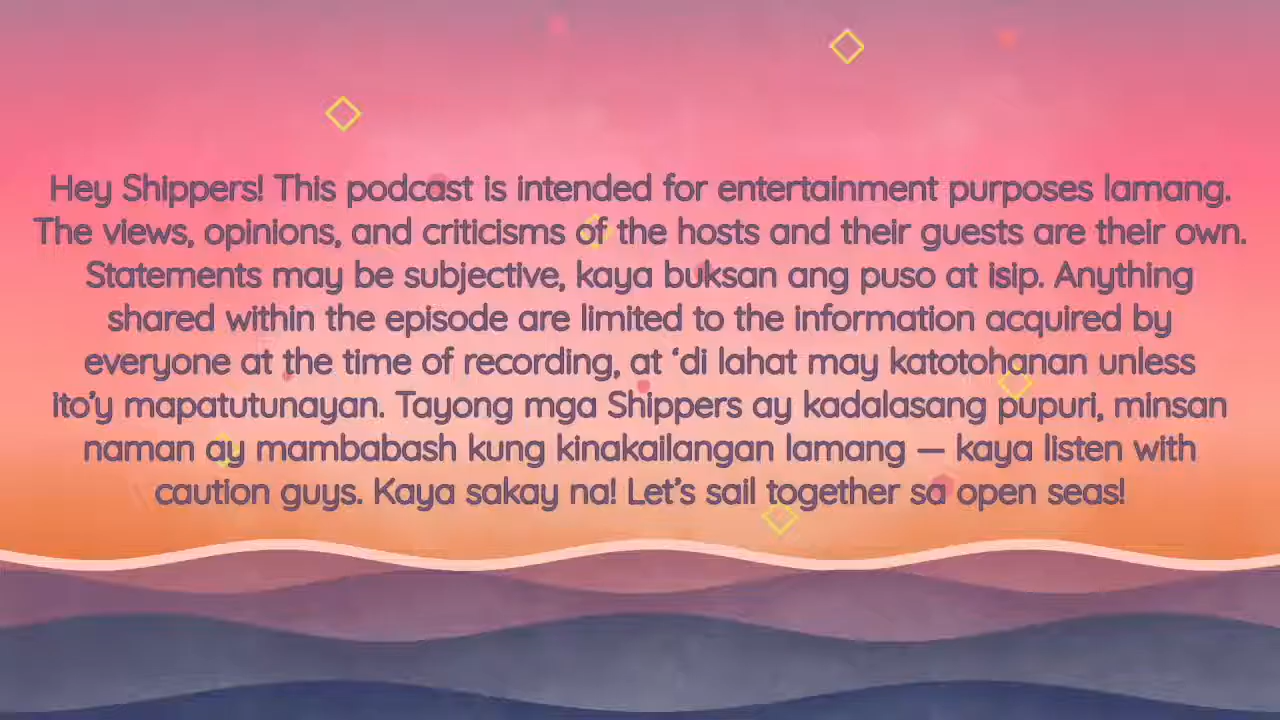 Hey Shippers! This podcast is intended for entertainment purposes lamang.
The views, opinions, and criticisms of the hosts and their guests are their own.
Statements may be subjective, kaya buksan ang puso at isip. Anything
shared within the episode are limited to the information acquired by
everyone at the time of recording, at ‘di lahat may katotohanan unless
ito’y mapatutunayan. Tayong mga Shippers ay kadalasang pupuri, minsan
naman ay mambabash kung kinakailangan lamang — kaya listen with
caution guys. Kaya sakay na! Let’s sail together sa open seas!